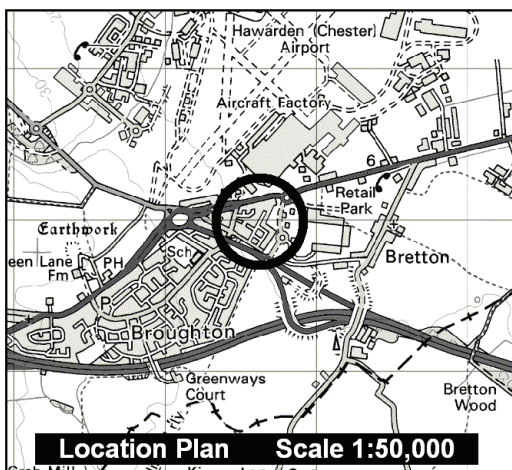 Hawarden (Chester)
Airport
Aircraft Factory
6
Retail
Park
Earthwork
een Lane
Fm
PH
Sch
Bretton
P
Broughton
Greenways
Court
Bretton
Wood
Location Plan Scale 1:50,000